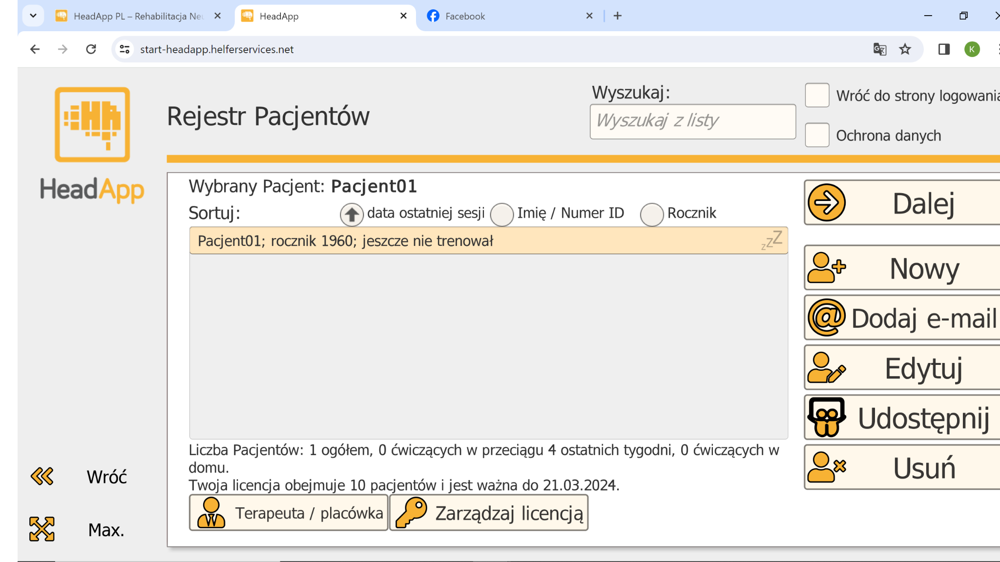 HeadApp PL – Rehabilitacja Neu
HeadApp
Facebook
start-headapp.helferservices.net
K
HeadApp
Rejestr Pacjentów
Wyszukaj:
Wyszukaj z listy
Wróć do strony logowania
Ochrona danych
Wybrany Pacjent: Pacjent01
Sortuj:
data ostatniej sesji
Imię / Numer ID
Rocznik
Pacjent01; rocznik 1960; jeszcze nie trenował
zZZ
Liczba Pacjentów: 1 ogółem, 0 ćwiczących w przeciągu 4 ostatnich tygodni, 0 ćwiczących w
domu.
Twoja licencja obejmuje 10 pacjentów i jest ważna do 21.03.2024.
Terapeuta / placówka
Zarządzaj licencją
Dalej
Nowy
Dodaj e-mail
Edytuj
Udostępnij
Usuń
Wróć
Max.